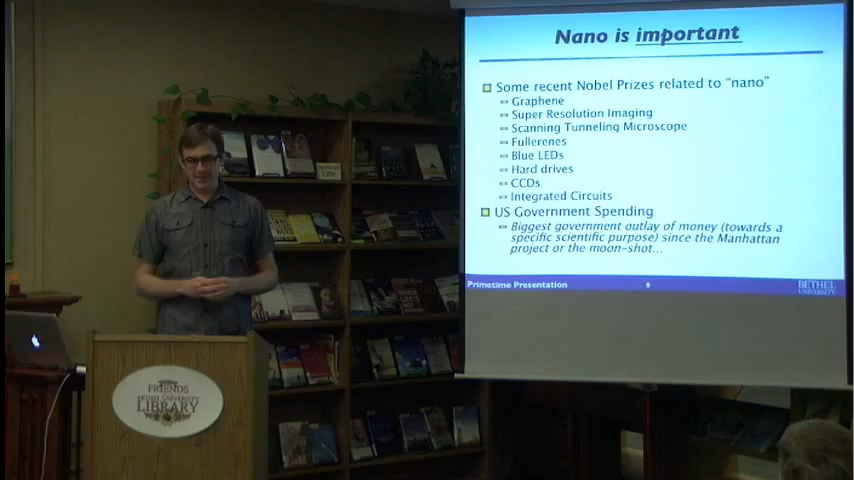 Nano is important
Some recent Nobel Prizes related to "nano"
Graphene
Super Resolution Imaging
Scanning Tunneling Microscope
Fullerenes
Blue LEDs
Hard drives
CCDs
Integrated Circuits
US Government Spending
Biggest government outlay of money (towards a
specific scientific purpose) since the Manhattan
project or the moon-shot...
Primetime Presentation
9
BETHEL
UNIVERSITY
FRIENDS
BETHEL UNIVERSITY
LIBRARY